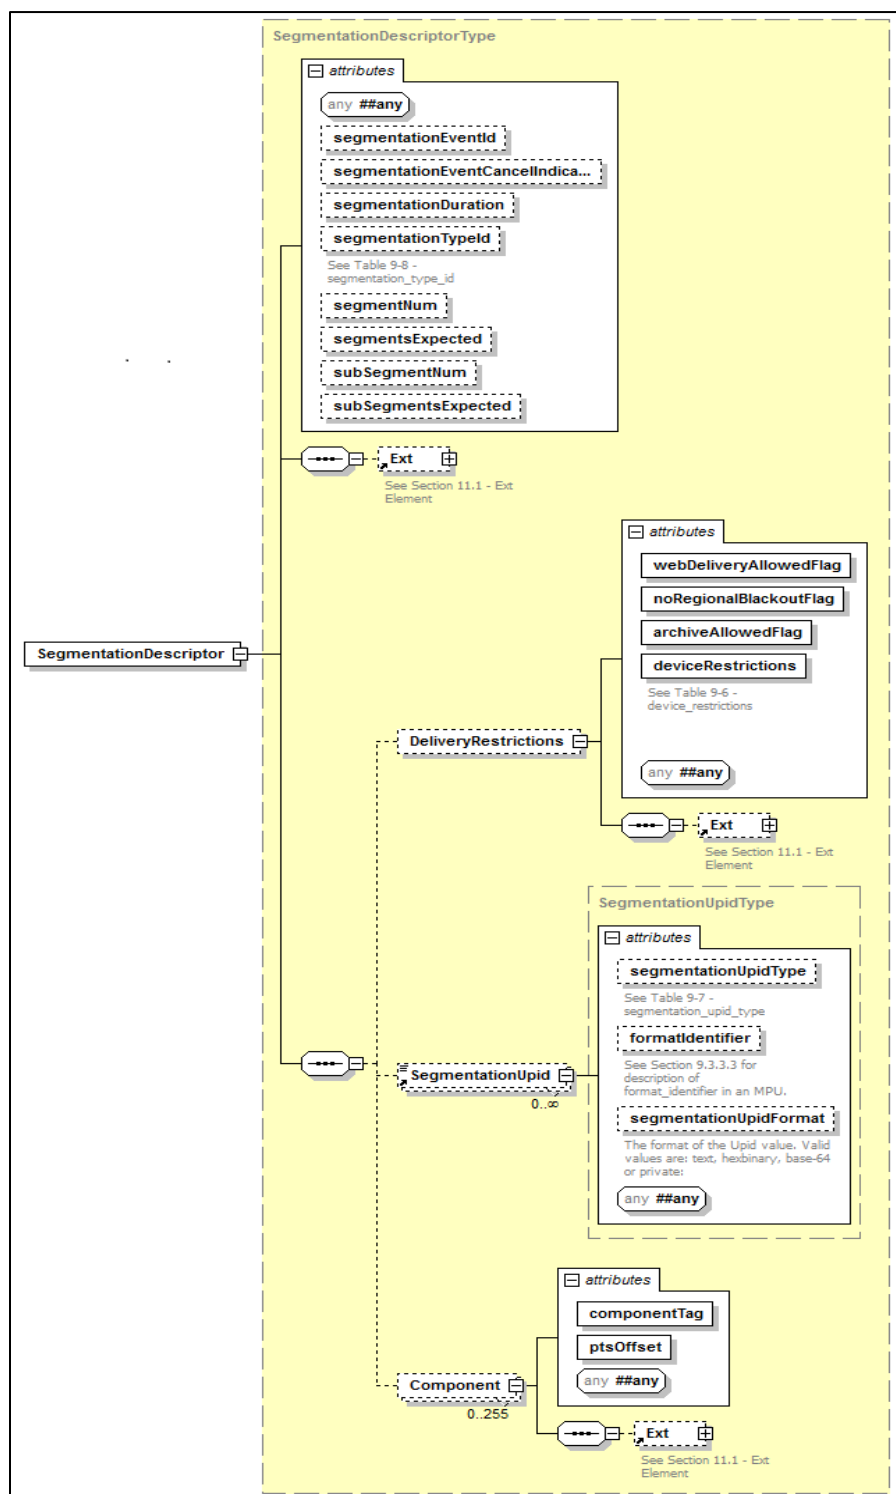 SegmentationDescriptorType
attributes
any ##any
segmentationEventId
segmentationEventCancelIndica...
segmentationDuration
segmentationTypeId
See Table 9-8 -
segmentation_type_id
segmentNum
segmentsExpected
subSegmentNum
subSegmentsExpected
Ext
See Section 11.1 - Ext
Element
attributes
webDeliveryAllowedFlag
noRegionalBlackoutFlag
archiveAllowedFlag
SegmentationDescriptor
deviceRestrictions
See Table 9-6 -
device_restrictions
DeliveryRestrictions
any ##any
Ext
See Section 11.1 - Ext
Element
SegmentationUpidType
attributes
segmentationUpidType
See Table 9-7 -
segmentation_upid_type
formatIdentifier
See Section 9.3.3.3 for
description of
format_identifier in an MPU.
SegmentationUpid
0..∞
segmentationUpidFormat
The format of the Upid value. Valid
values are: text, hexbinary, base-64
or private:
any ##any
attributes
componentTag
ptsOffset
any ##any
Component
0..255
Ext
See Section 11.1 - Ext
Element